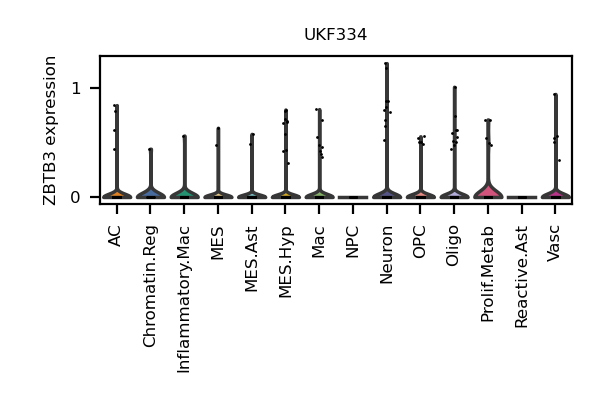 UKF334
ZBTB3 expression
1
0
AC
Chromatin.Reg
Inflammatory.Mac
MES
MES.Ast
MES.Hyp
Mac
NPC
Neuron
OPC
Oligo
Prolif.Metab
Reactive.Ast
Vasc